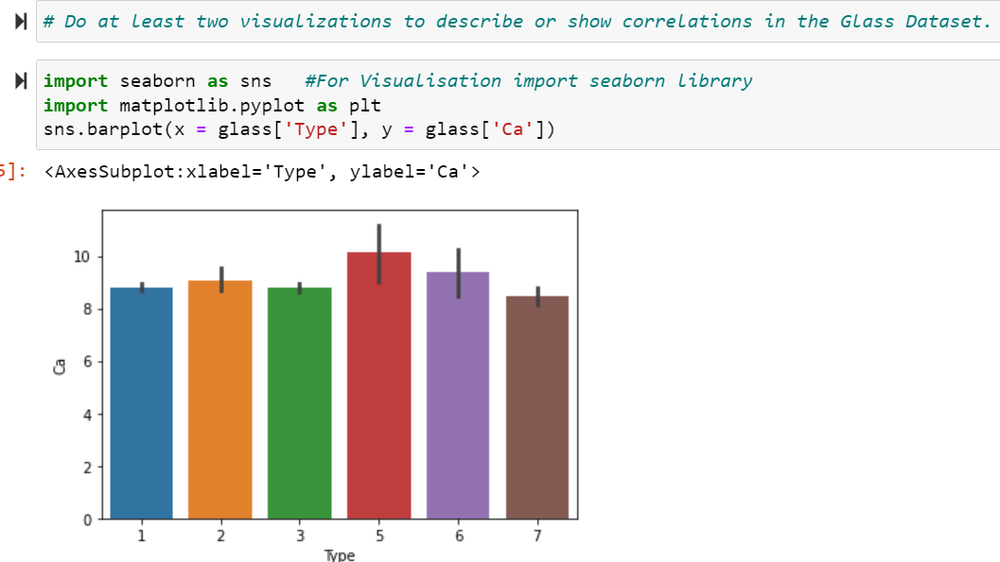 # Do at least two visualizations to describe or show correlations in the Glass Dataset.
import seaborn as sns   #For Visualisation import seaborn library
import matplotlib.pyplot as plt
sns.barplot(x = glass['Type'], y = glass['Ca'])
5]: <AxesSubplot:xlabel='Type', ylabel='Ca'>
10
8
6
Ca
4
2
0
1 2 3 5 6 7
Type